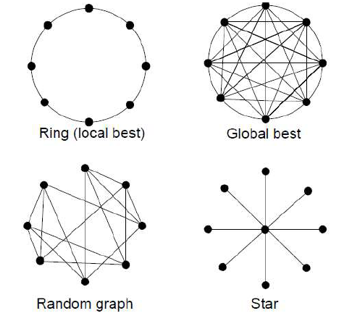 Ring (local best)
Global best
Random graph
Star